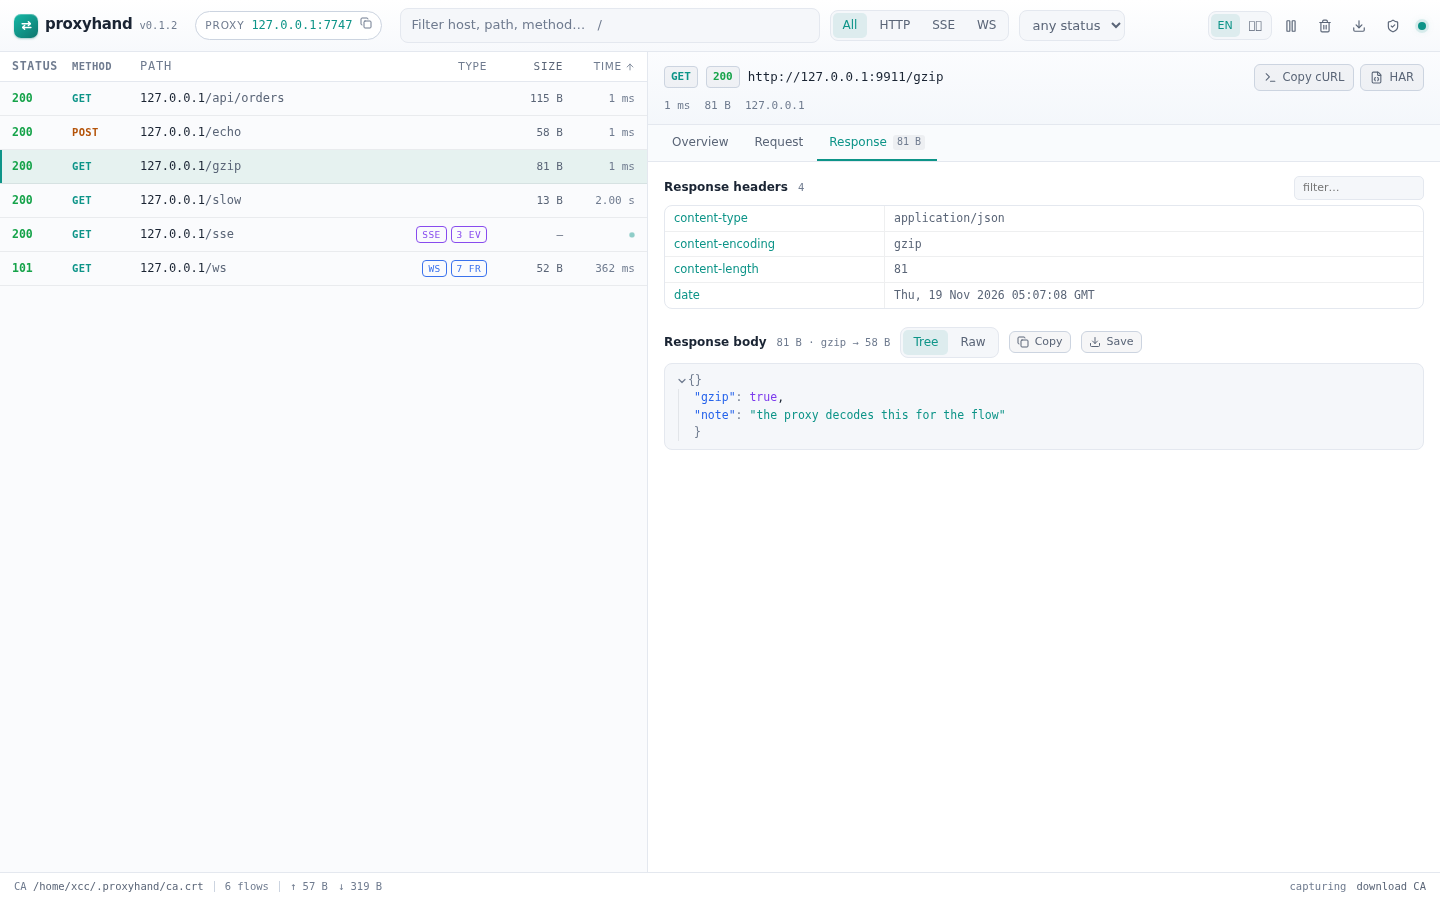 proxyhand v0.1.2 PROXY 127.0.0.1:7747 Filter host, path, method... / All HTTP SSE WS any status EN
STATUS METHOD PATH TYPE SIZE TIME ↑
200 GET 127.0.0.1/api/orders 115 B 1 ms
200 POST 127.0.0.1/echo 58 B 1 ms
200 GET 127.0.0.1/gzip 81 B 1 ms
200 GET 127.0.0.1/slow 13 B 2.00 s
200 GET 127.0.0.1/sse SSE 3 EV –
101 GET 127.0.0.1/ws WS 7 FR 52 B 362 ms
GET 200 http://127.0.0.1:9911/gzip Copy cURL HAR
1 ms 81 B 127.0.0.1
Overview Request Response 81 B
Response headers 4 filter...
content-type application/json
content-encoding gzip
content-length 81
date Thu, 19 Nov 2026 05:07:08 GMT
Response body 81 B · gzip → 58 B Tree Raw Copy Save
{}
"gzip": true,
"note": "the proxy decodes this for the flow"
}
CA /home/xcc/.proxyhand/ca.crt 6 flows ↑ 57 B ↓ 319 B capturing download CA